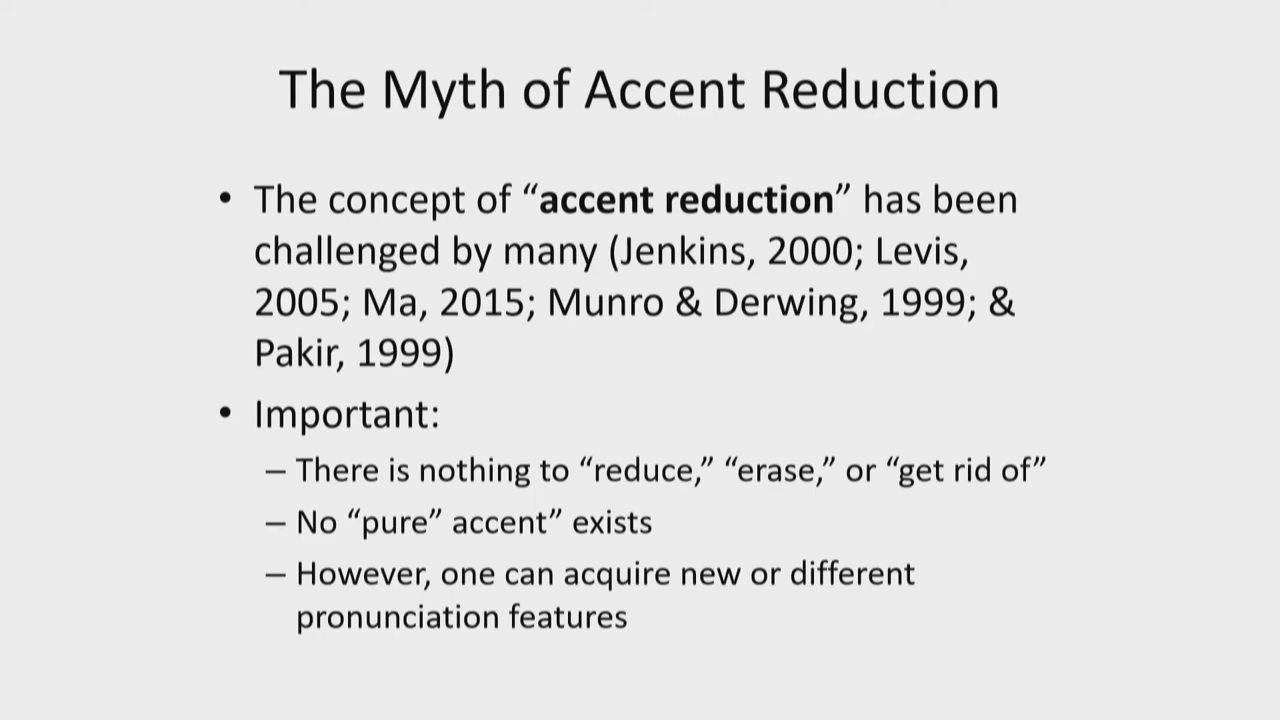 The Myth of Accent Reduction
• The concept of “accent reduction” has been
challenged by many (Jenkins, 2000; Levis,
2005; Ma, 2015; Munro & Derwing, 1999; &
Pakir, 1999)
• Important:
– There is nothing to “reduce,” “erase,” or “get rid of”
– No “pure” accent” exists
– However, one can acquire new or different
pronunciation features